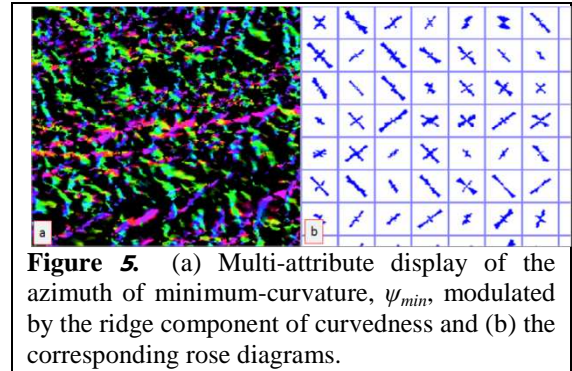 a
b
Figure 5. (a) Multi-attribute display of the
azimuth of minimum-curvature, ψmin, modulated
by the ridge component of curvedness and (b) the
corresponding rose diagrams.